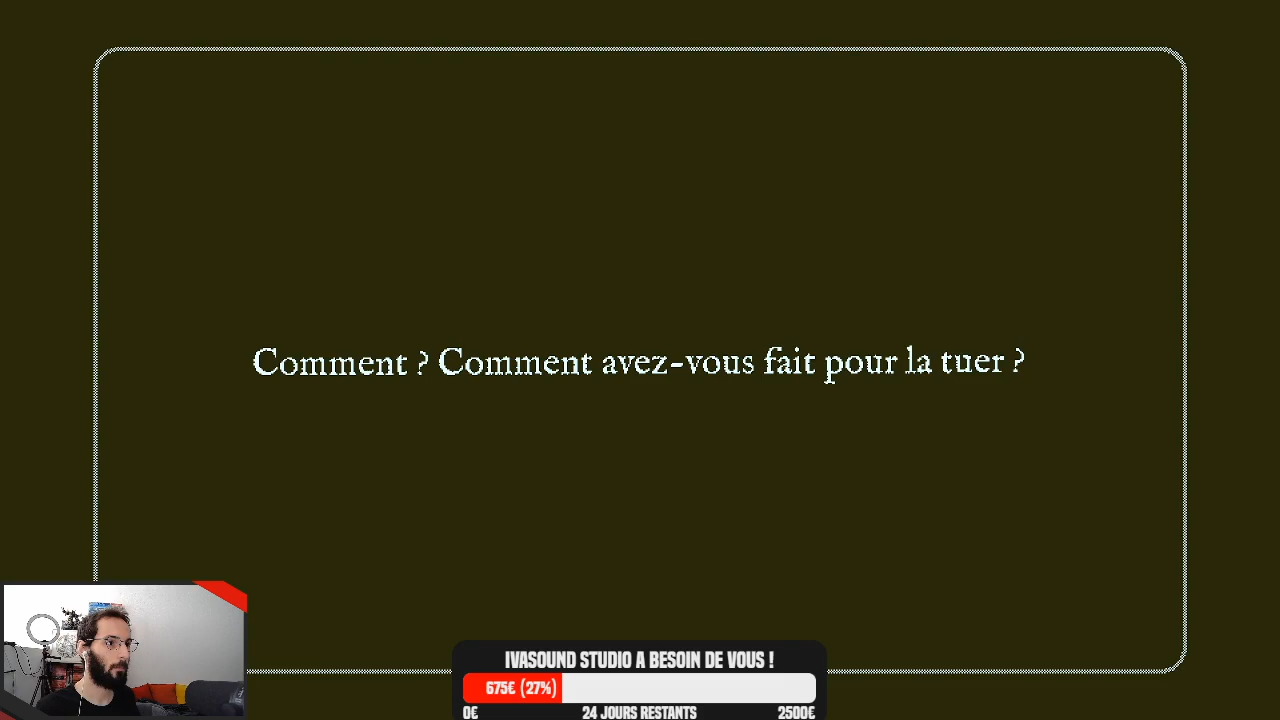 Comment ? Comment avez-vous fait pour la tuer ?
IVASOUND STUDIO A BESOIN DE VOUS !
675€ (27%)
0€ 24 JOURS RESTANTS 2500€